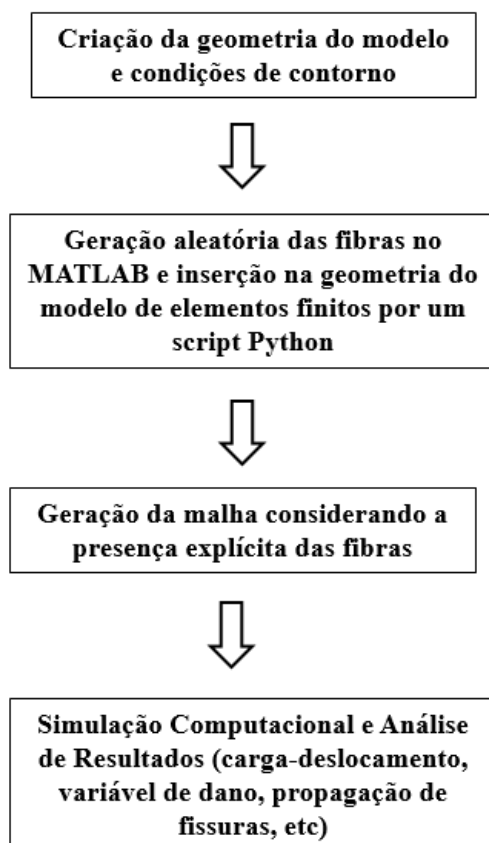 Criação da geometria do modelo
e condições de contorno
Geração aleatória das fibras no
MATLAB e inserção na geometria do
modelo de elementos finitos por um
script Python
Geração da malha considerando a
presença explícita das fibras
Simulação Computacional e Análise
de Resultados (carga-deslocamento,
variável de dano, propagação de
fissuras, etc)